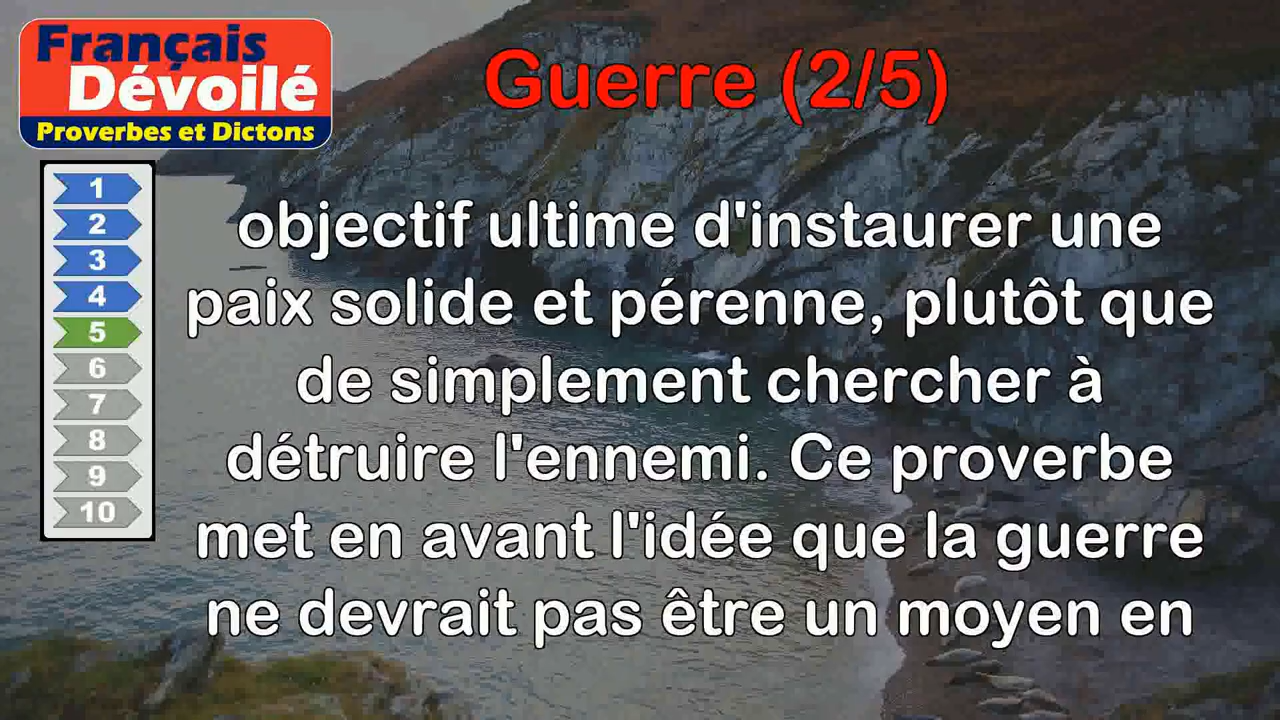 Français
Dévoilé
Proverbes et Dictons
Guerre (2/5)
1
2
3
4
5
6
7
8
9
10
objectif ultime d'instaurer une
paix solide et pérenne, plutôt que
de simplement chercher à
détruire l'ennemi. Ce proverbe
met en avant l'idée que la guerre
ne devrait pas être un moyen en